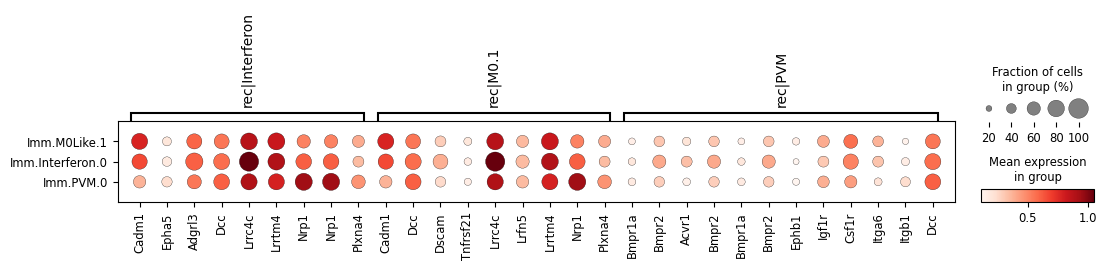 rec|Interferon
rec|M0.1
rec|PVM
Imm.M0Like.1
Imm.Interferon.0
Imm.PVM.0
Cadm1
Epha5
Adgrl3
Dcc
Lrrc4c
Lrrtm4
Nrp1
Nrp1
Plxna4
Cadm1
Dcc
Dscam
Tnfrsf21
Lrrc4c
Lrfn5
Lrrtm4
Nrp1
Plxna4
Bmpr1a
Bmpr2
Acvr1
Bmpr2
Bmpr1a
Bmpr2
Ephb1
Igf1r
Csf1r
Itga6
Itgb1
Dcc
Fraction of cells
in group (%)
20 40 60 80 100
Mean expression
in group
0.5 1.0